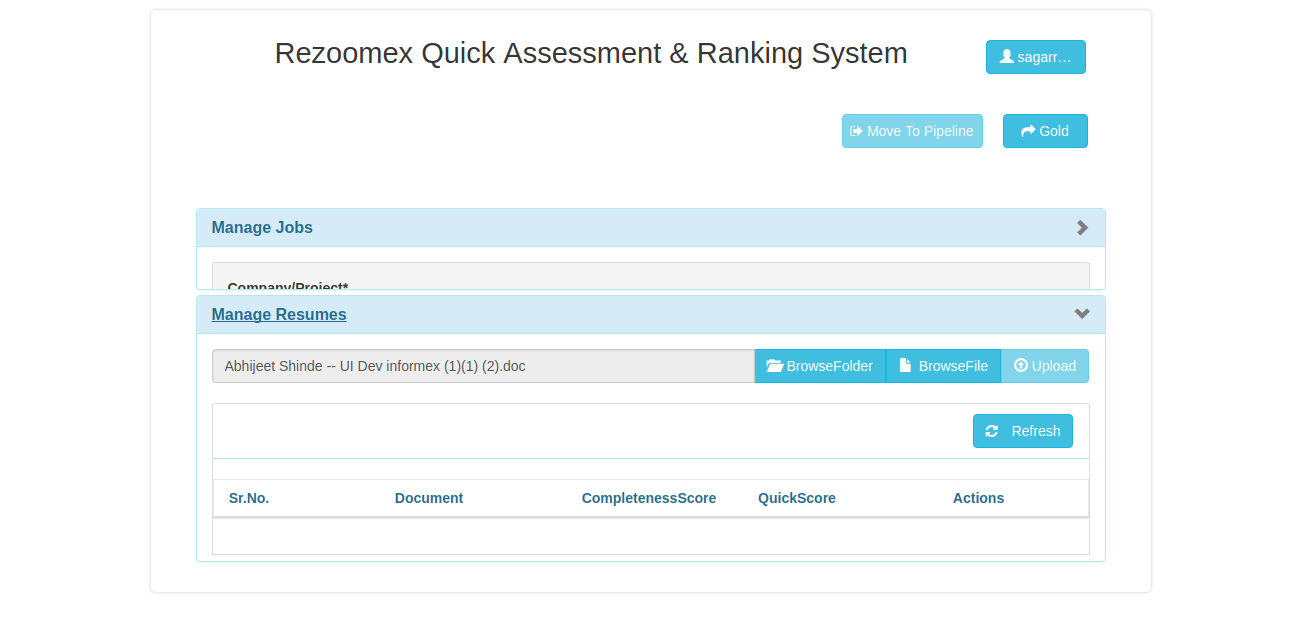 Rezoomex Quick Assessment & Ranking System
sagarr...
Move To Pipeline
Gold
Manage Jobs
Company/Project*
Manage Resumes
Abhijeet Shinde -- UI Dev informex (1)(1) (2).doc
BrowseFolder
BrowseFile
Upload
Refresh
Sr.No. Document CompletenessScore QuickScore Actions